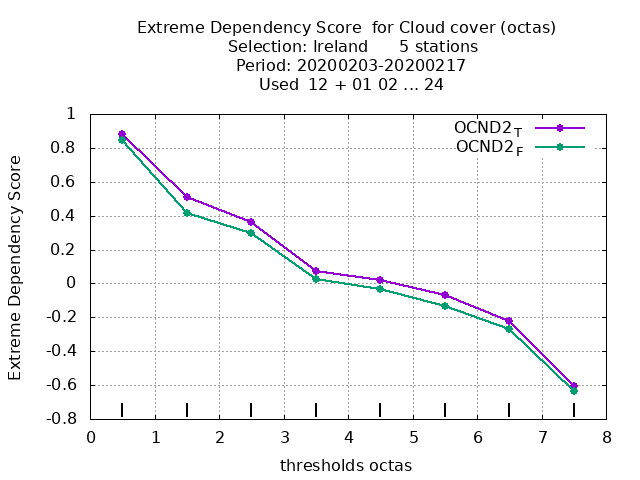 Extreme Dependency Score  for Cloud cover (octas)
Selection: Ireland      5 stations
Period: 20200203-20200217
Used  12 + 01 02 ... 24
OCND2T
OCND2F
Extreme Dependency Score
1
0.8
0.6
0.4
0.2
0
-0.2
-0.4
-0.6
-0.8
0 1 2 3 4 5 6 7 8
thresholds octas